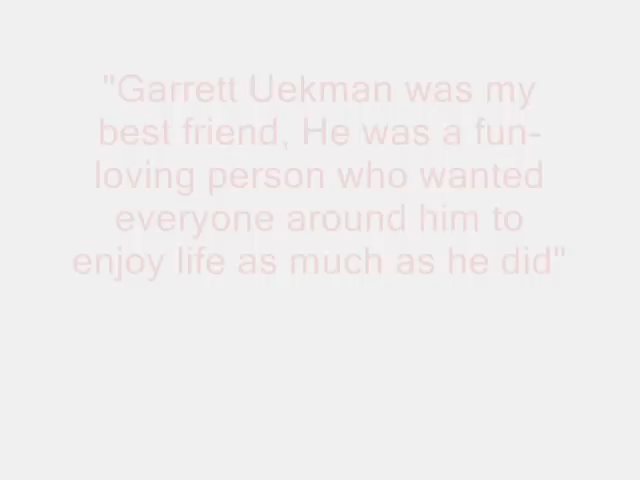 "Garrett Uekman was my
best friend, He was a fun-
loving person who wanted
everyone around him to
enjoy life as much as he did"